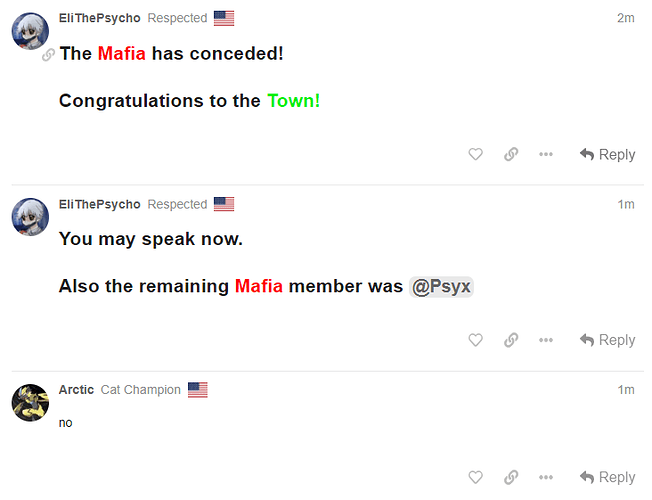 EliThePsycho Respected 2m
The Mafia has conceded!
Congratulations to the Town!
Reply
EliThePsycho Respected 1m
You may speak now.
Also the remaining Mafia member was @Psyx
Reply
Arctic Cat Champion 1m
no
Reply